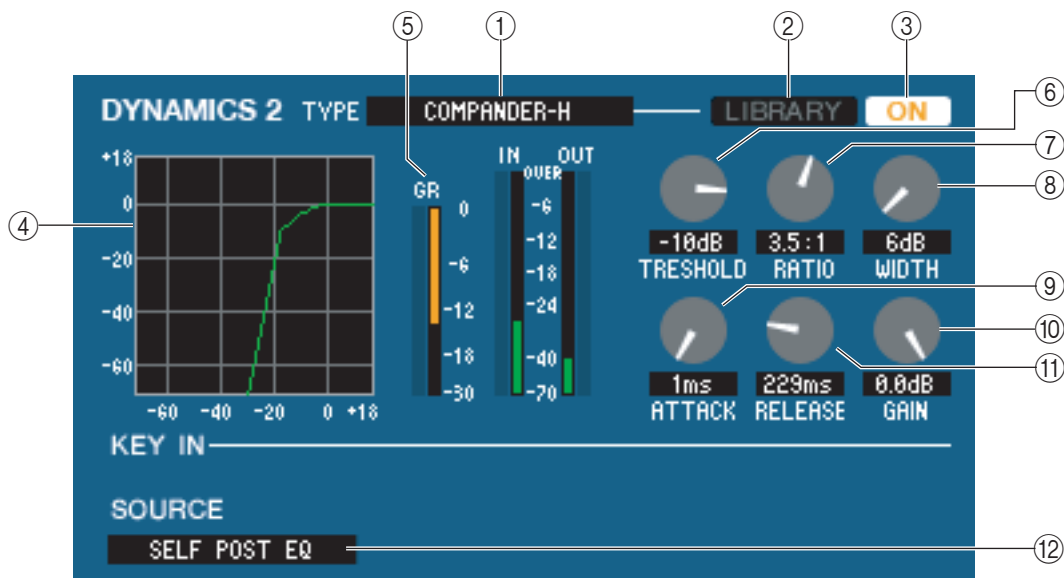 ⑤ ① ② ③
DYNAMICS 2 TYPE COMPANDER-H LIBRARY ON
⑥
⑦
⑧
④
⑨
⑩
⑪
+18
0
-20
-40
-60
-60 -40 -20 0 +18
GR
0
-6
-12
-18
-30
IN OUT
OVER
-6
-12
-18
-24
-40
-70
-10dB 3.5:1 6dB
TRESHOLD RATIO WIDTH
1ms 229ms 0.0dB
ATTACK RELEASE GAIN
KEY IN
SOURCE
SELF POST EQ
⑫